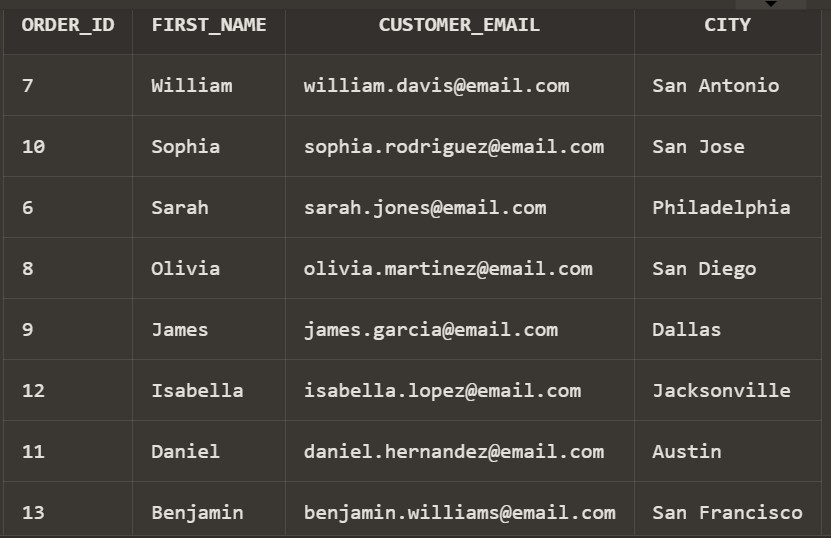 ORDER_ID FIRST_NAME CUSTOMER_EMAIL CITY
7 William william.davis@email.com San Antonio
10 Sophia sophia.rodriguez@email.com San Jose
6 Sarah sarah.jones@email.com Philadelphia
8 Olivia olivia.martinez@email.com San Diego
9 James james.garcia@email.com Dallas
12 Isabella isabella.lopez@email.com Jacksonville
11 Daniel daniel.hernandez@email.com Austin
13 Benjamin benjamin.williams@email.com San Francisco